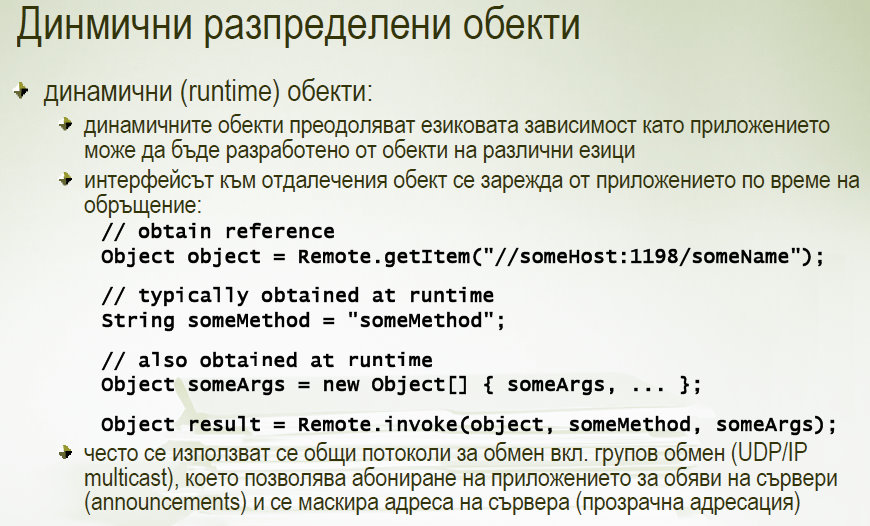 Динмични разпределени обекти
динамични (runtime) обекти:
динамичните обекти преодоляват езиковата зависимост като приложението
може да бъде разработено от обекти на различни езици
интерфейсът към отдалечения обект се зарежда от приложението по време на
обръщение:
// obtain reference
Object object = Remote.getItem("//someHost:1198/someName");
// typically obtained at runtime
String someMethod = "someMethod";
// also obtained at runtime
Object someArgs = new Object[] { someArgs, ... };
Object result = Remote.invoke(object, someMethod, someArgs);
често се използват се общи потоколи за обмен вкл. групов обмен (UDP/IP
multicast), което позволява абониране на приложението за обяви на сървери
(announcements) и се маскира адреса на сървера (прозрачна адресация)